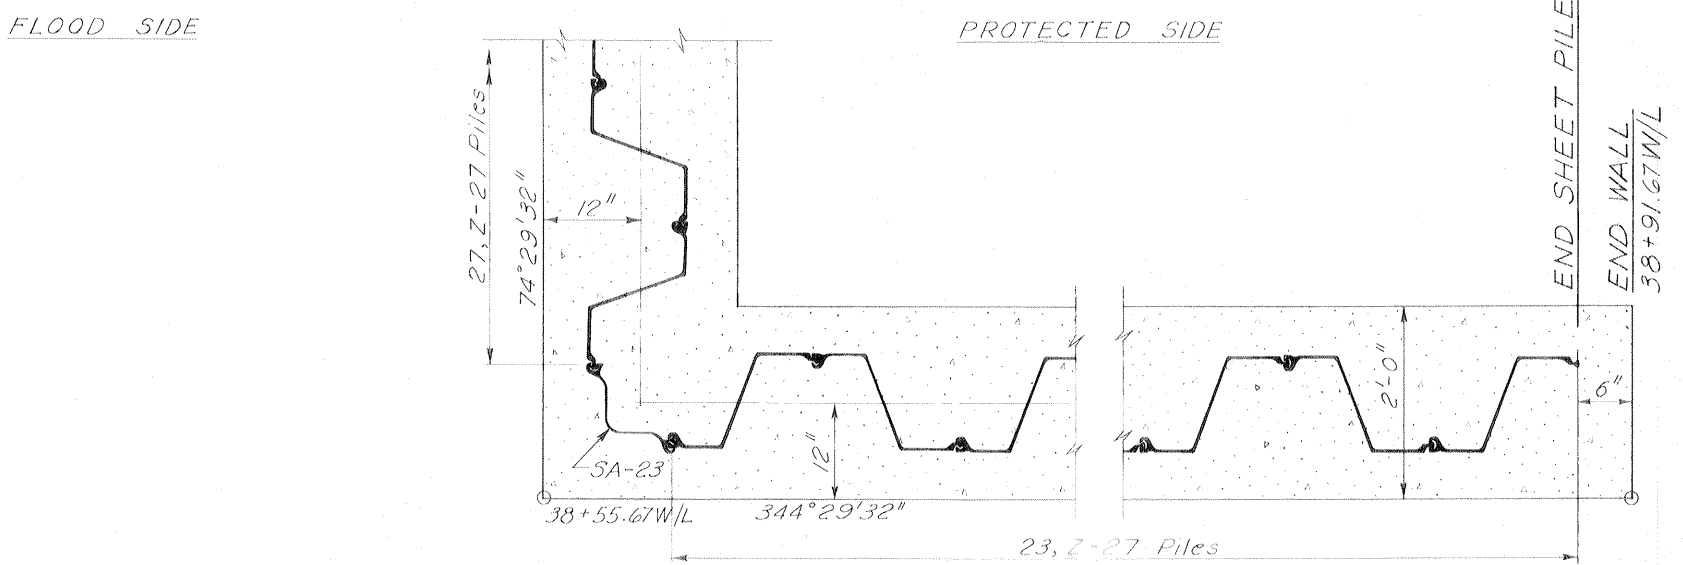 FLOOD SIDE
PROTECTED SIDE
27, Z-27 Piles
74°29'32"
12"
SA-23
38+55.67W/L
344°29'32"
12"
23, Z-27 Piles
2'-0"
6"
END SHEET PILE
END WALL
38+91.67W/L